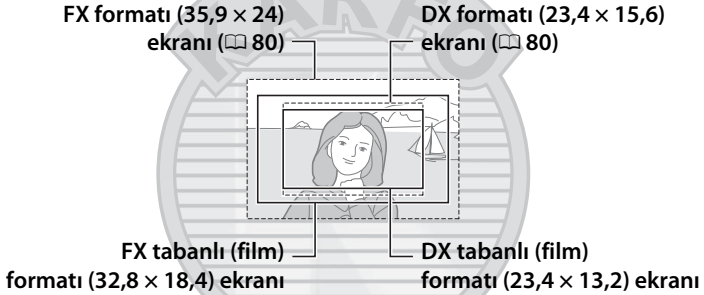 FX formatı (35,9 × 24)
ekranı (📖 80)
DX formatı (23,4 × 15,6)
ekranı (📖 80)
FX tabanlı (film)
formatı (32,8 × 18,4) ekranı
DX tabanlı (film)
formatı (23,4 × 13,2) ekranı
KARPO